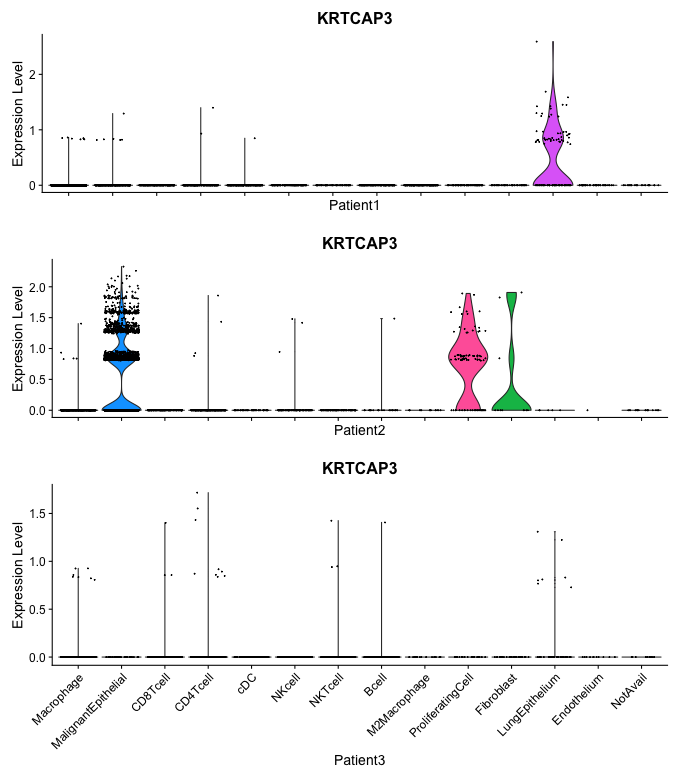 KRTCAP3
Expression Level
2
1
0
Patient1
KRTCAP3
Expression Level
2.0
1.5
1.0
0.5
0.0
Patient2
KRTCAP3
Expression Level
1.5
1.0
0.5
0.0
Macrophage
MalignantEpithelial
CD8Tcell
CD4Tcell
cDC
NKcell
NKTcell
Bcell
M2Macrophage
ProliferatingCell
Fibroblast
LungEpithelium
Endothelium
NotAvail
Patient3